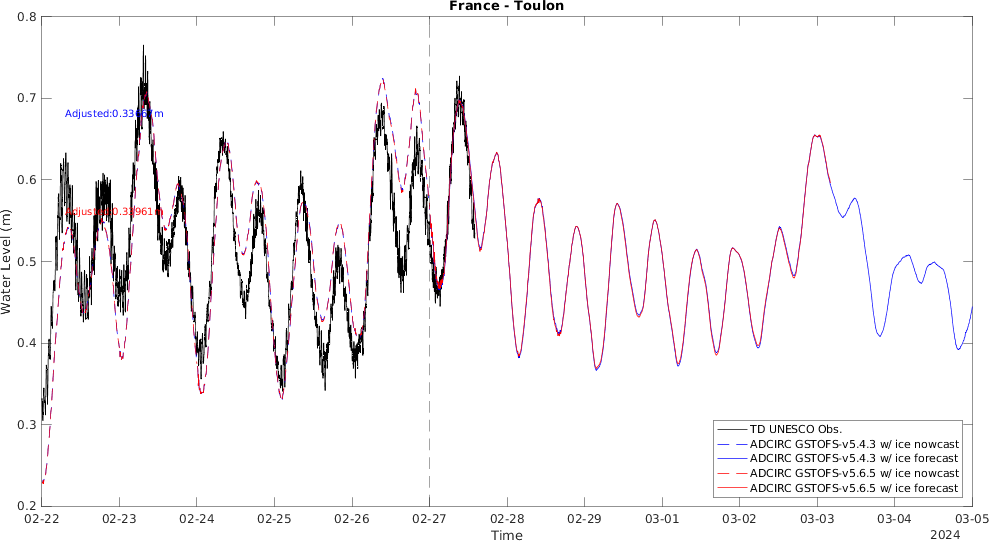 France - Toulon
Water Level (m)
0.8
0.7
0.6
0.5
0.4
0.3
0.2
Adjusted:0.3366
Adjusted:0.33961m
TD UNESCO Obs.
ADCIRC GSTOFS-v5.4.3 w/ ice nowcast
ADCIRC GSTOFS-v5.4.3 w/ ice forecast
ADCIRC GSTOFS-v5.6.5 w/ ice nowcast
ADCIRC GSTOFS-v5.6.5 w/ ice forecast
02-22 02-23 02-24 02-25 02-26 02-27 02-28 02-29 03-01 03-02 03-03 03-04 03-05
Time
2024